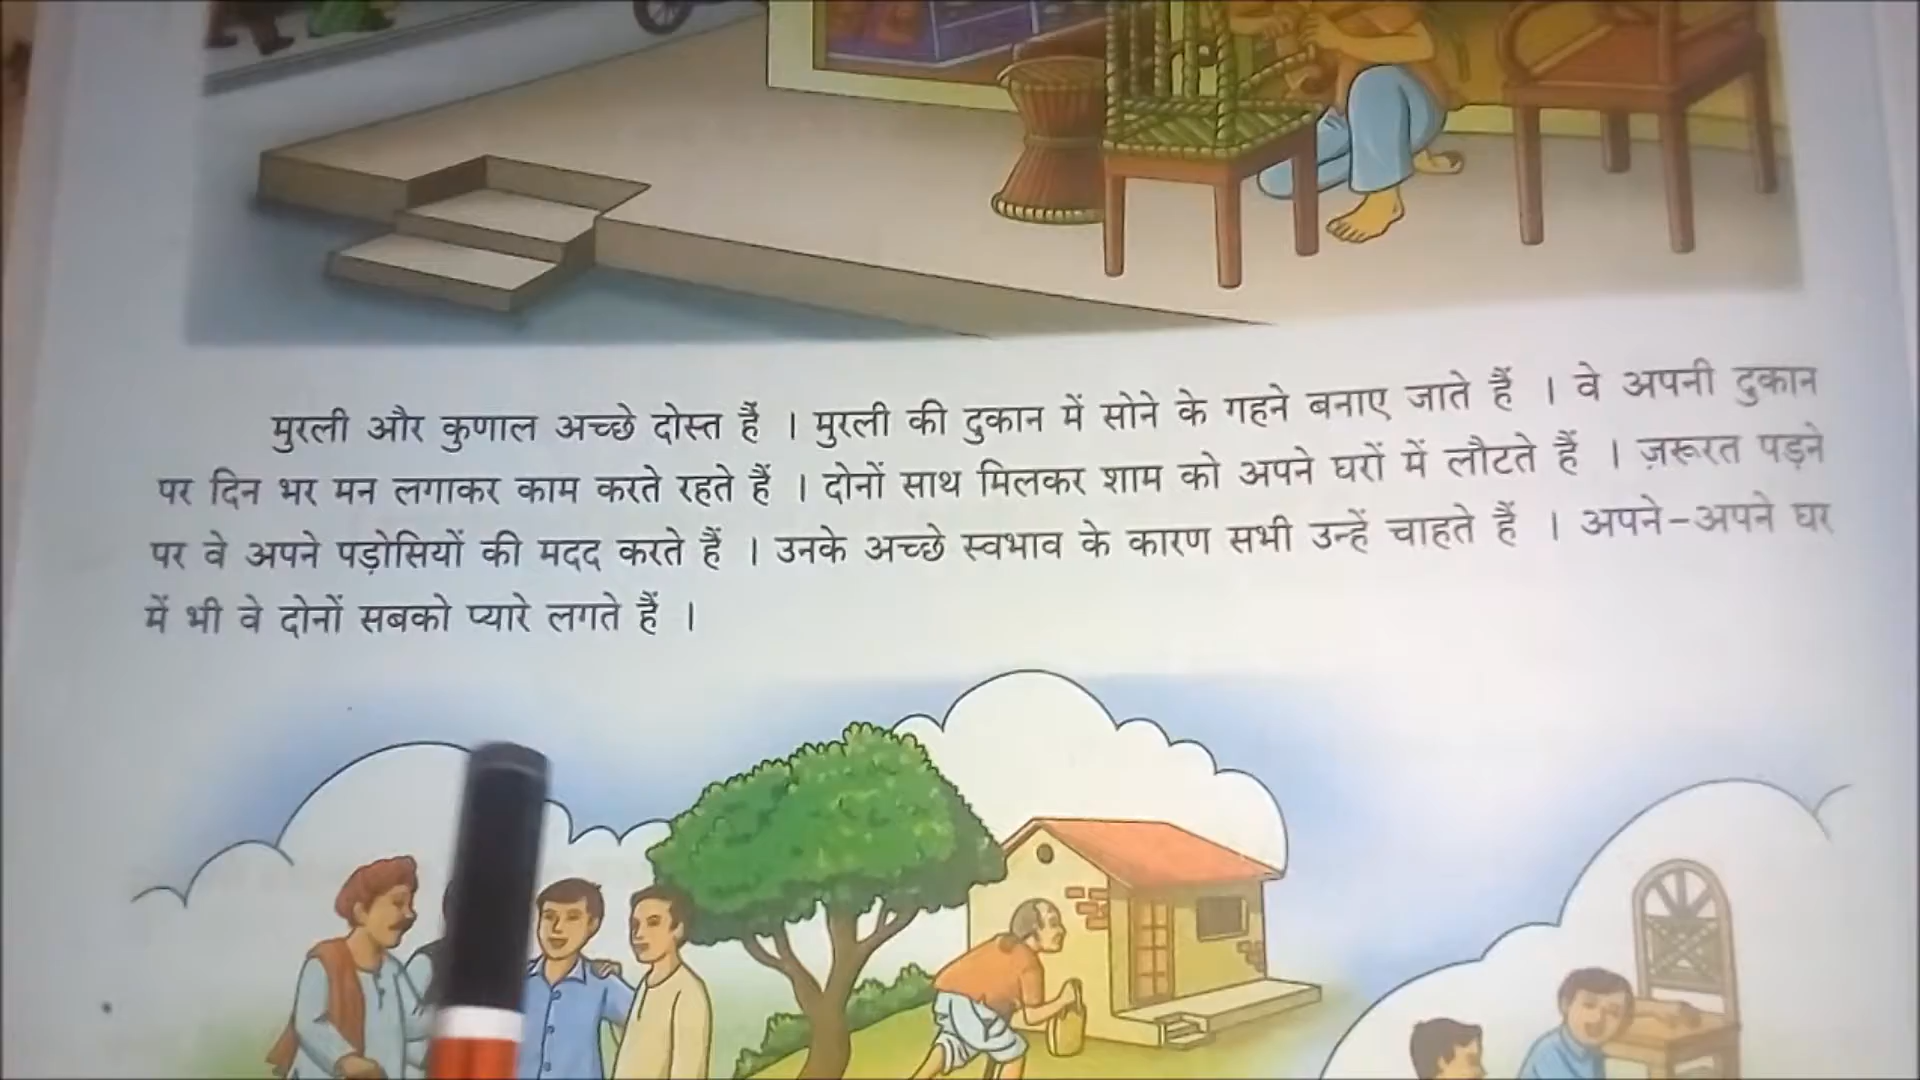 मुरली और कुणाल अच्छे दोस्त हैं । मुरली की दुकान में सोने के गहने बनाए जाते हैं । वे अपनी दुकान
पर दिन भर मन लगाकर काम करते रहते हैं । दोनों साथ मिलकर शाम को अपने घरों में लौटते हैं । ज़रूरत पड़ने
पर वे अपने पड़ोसियों की मदद करते हैं । उनके अच्छे स्वभाव के कारण सभी उन्हें चाहते हैं । अपने-अपने घर
में भी वे दोनों सबको प्यारे लगते हैं ।